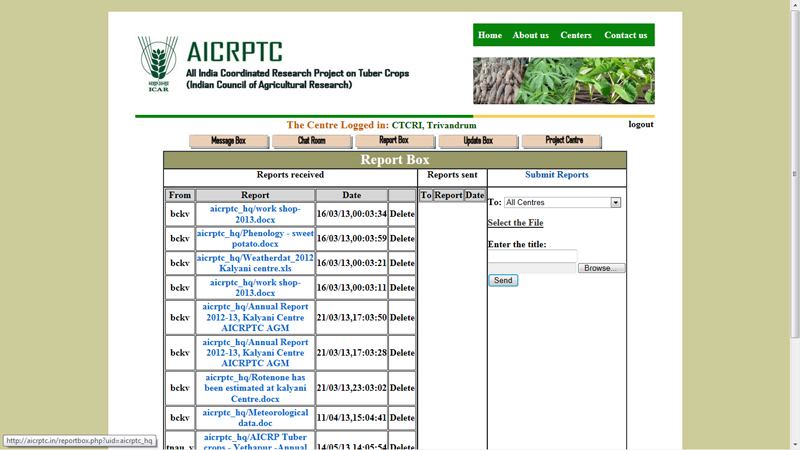 Home About us Centers Contact us
AICRPTC
All India Coordinated Research Project on Tuber Crops
(Indian Council of Agricultural Research)
ICAR
The Centre Logged in: CTCRI, Trivandrum
logout
Message Box Chat Room Report Box Update Box Project Centre
Report Box
Reports received Reports sent Submit Reports
From Report Date To Report Date
To: All Centres
Select the File
Enter the title:
Browse...
Send
bckv aicrptc_hq/work shop-
2013.docx 16/03/13,00:03:34 Delete
bckv aicrptc_hq/Phenology - sweet
potato.docx 16/03/13,00:03:59 Delete
bckv aicrptc_hq/Weatherdat_2012
Kalyani centre.xls 16/03/13,00:03:21 Delete
bckv aicrptc_hq/work shop-
2013.docx 16/03/13,00:03:11 Delete
bckv aicrptc_hq/Annual Report
2012-13, Kalyani Centre
AICRPTC AGM 21/03/13,17:03:50 Delete
bckv aicrptc_hq/Annual Report
2012-13, Kalyani Centre
AICRPTC AGM 21/03/13,17:03:28 Delete
bckv aicrptc_hq/Rotenone has
been estimated at kalyani
Centre.docx 21/03/13,23:03:02 Delete
bckv aicrptc_hq/Meteorological
data.doc 11/04/13,15:04:41 Delete
tnau_y aicrptc_hq/AICRP Tuber
crops - Yethapur -Annual 14/05/13,14:05:54 Delete
http://aicrptc.in/reportbox.php?uid=aicrptc_hq